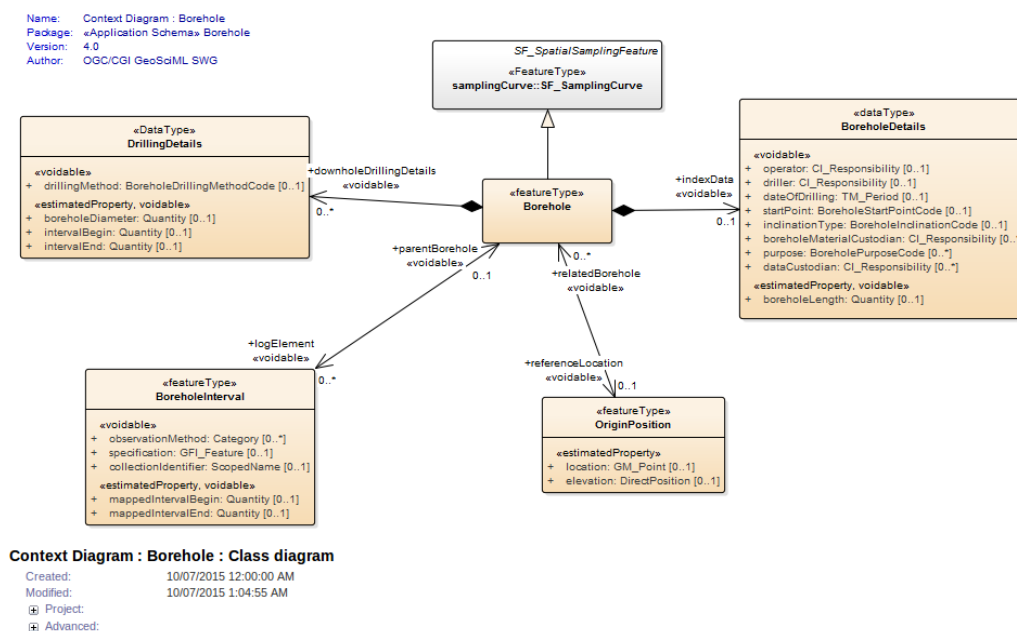 Name: Context Diagram : Borehole
Package: «Application Schema» Borehole
Version: 4.0
Author: OGC/CGI GeoSciML SWG
SF_SpatialSamplingFeature
«FeatureType»
samplingCurve::SF_SamplingCurve
«DataType»
DrillingDetails
«voidable»
+ drillingMethod: BoreholeDrillingMethodCode [0..1]
«estimatedProperty, voidable»
+ boreholeDiameter: Quantity [0..1]
+ intervalBegin: Quantity [0..1]
+ intervalEnd: Quantity [0..1]
+downholeDrillingDetails
«voidable»
0..*
«featureType»
Borehole
+indexData
«voidable»
0..1
«dataType»
BoreholeDetails
«voidable»
+ operator: CI_Responsibility [0..1]
+ driller: CI_Responsibility [0..1]
+ dateOfDrilling: TM_Period [0..1]
+ startPoint: BoreholeStartPointCode [0..1]
+ inclinationType: BoreholeInclinationCode [0..1]
+ boreholeMaterialCustodian: CI_Responsibility [0..*
+ purpose: BoreholePurposeCode [0..*]
+ dataCustodian: CI_Responsibility [0..*]
«estimatedProperty, voidable»
+ boreholeLength: Quantity [0..1]
+parentBorehole
«voidable»
0..1
0..*
+relatedBorehole
«voidable»
+logElement
«voidable»
0..*
+referenceLocation
«voidable»
0..1
«featureType»
BoreholeInterval
«voidable»
+ observationMethod: Category [0..*]
+ specification: GFI_Feature [0..1]
+ collectionIdentifier: ScopedName [0..1]
«estimatedProperty, voidable»
+ mappedIntervalBegin: Quantity [0..1]
+ mappedIntervalEnd: Quantity [0..1]
«featureType»
OriginPosition
«estimatedProperty»
+ location: GM_Point [0..1]
+ elevation: DirectPosition [0..1]
Context Diagram : Borehole : Class diagram
Created: 10/07/2015 12:00:00 AM
Modified: 10/07/2015 1:04:55 AM
Project:
Advanced: